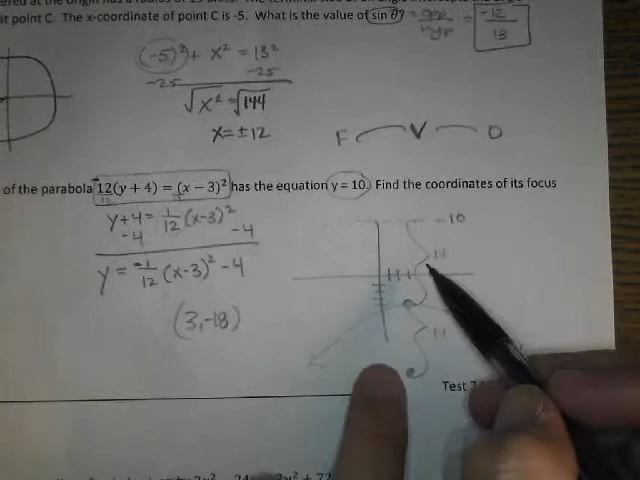 st point C. The x-coordinate of point C is -5. What is the value of sin θ? = opp/hyp = -12/13
(-5)² + x² = 13²
-25 -25
√x² = √144
x = ±12
F V D
of the parabola -12(y + 4) = (x − 3)² has the equation y = 10. Find the coordinates of its focus
y+4 = 1/12 (x-3)²
-4 -4
y = -1/12 (x-3)² - 4
(3, -18)
10
14
14
Test